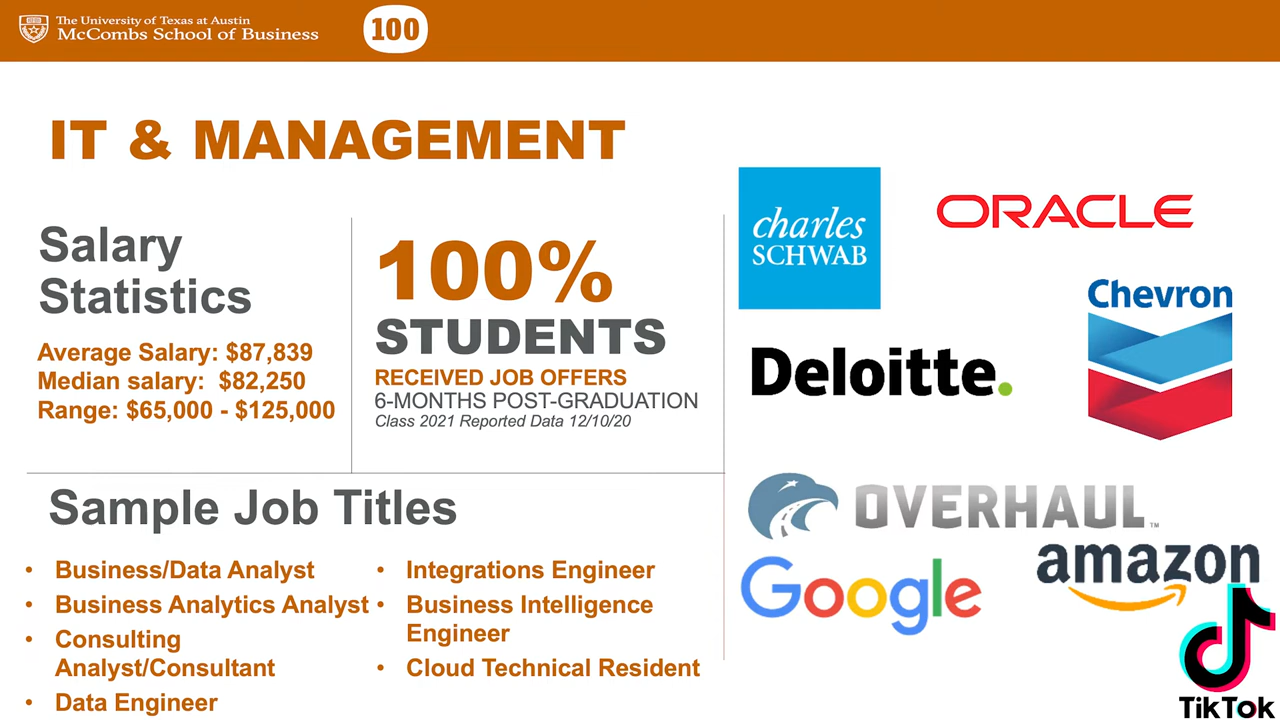 The University of Texas at Austin
McCombs School of Business
100
IT & MANAGEMENT
Salary
Statistics
Average Salary: $87,839
Median salary:  $82,250
Range: $65,000 - $125,000
100%
STUDENTS
RECEIVED JOB OFFERS
6-MONTHS POST-GRADUATION
Class 2021 Reported Data 12/10/20
Sample Job Titles
• Business/Data Analyst
• Business Analytics Analyst
• Consulting
Analyst/Consultant
• Data Engineer
• Integrations Engineer
• Business Intelligence
Engineer
• Cloud Technical Resident
charles
SCHWAB
ORACLE
Chevron
Deloitte.
OVERHAUL™
Google
amazon
TikTok